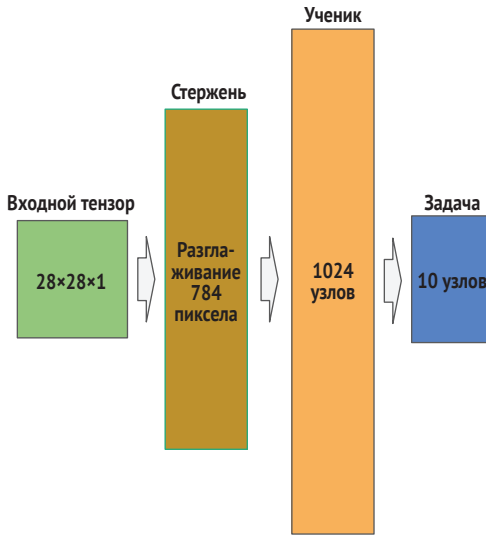 Ученик
Стержень
Входной тензор
Задача
28×28×1
Разгла-
живание
784
пиксела
1024
узлов
10 узлов